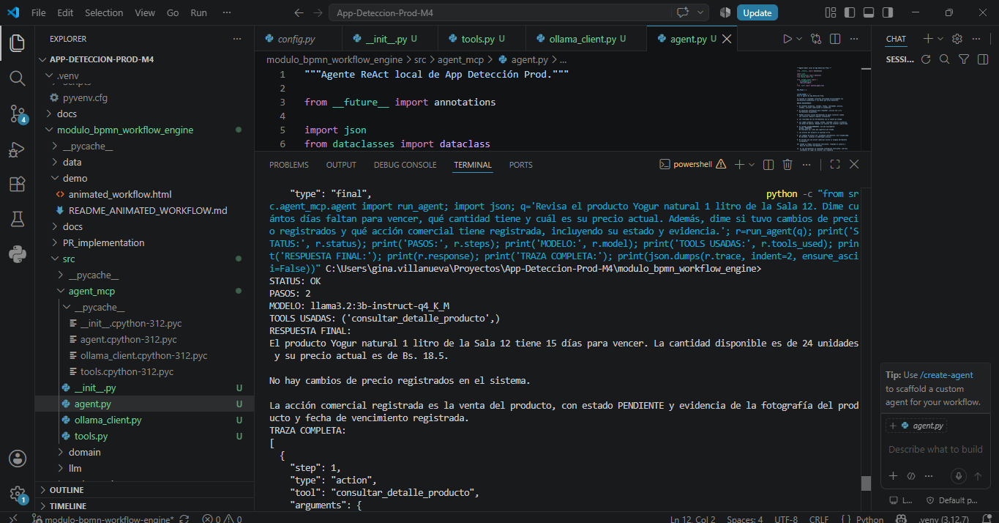 File Edit Selection View Go Run ··· App-Deteccion-Prod-M4 Update
EXPLORER ···
APP-DETECCION-PROD-M4
.venv
Scripts
pyvenv.cfg
docs
modulo_bpmn_workflow_engine
__pycache__
data
demo
animated_workflow.html
README_ANIMATED_WORKFLOW.md
docs
PR_implementation
src
__pycache__
agent_mcp
__pycache__
__init__.cpython-312.pyc
agent.cpython-312.pyc
ollama_client.cpython-312.pyc
tools.cpython-312.pyc
__init__.py U
agent.py U
ollama_client.py U
tools.py U
domain
llm
OUTLINE
TIMELINE
4
1
config.py __init__.py U tools.py U ollama_client.py U agent.py U
modulo_bpmn_workflow_engine > src > agent_mcp > agent.py > ...
1 """Agente ReAct local de App Detección Prod."""
2
3 from __future__ import annotations
4
5 import json
6 from dataclasses import dataclass
PROBLEMS OUTPUT DEBUG CONSOLE TERMINAL PORTS powershell
"type": "final", python -c "from sr
c.agent_mcp.agent import run_agent; import json; q='Revisa el producto Yogur natural 1 litro de la Sala 12. Dime cu
ántos días faltan para vencer, qué cantidad tiene y cuál es su precio actual. Además, dime si tuvo cambios de preci
o registrados y qué acción comercial tiene registrada, incluyendo su estado y evidencia.'; r=run_agent(q); print('S
TATUS:', r.status); print('PASOS:', r.steps); print('MODELO:', r.model); print('TOOLS USADAS:', r.tools_used); prin
t('RESPUESTA FINAL:'); print(r.response); print('TRAZA COMPLETA:'); print(json.dumps(r.trace, indent=2, ensure_asci
i=False))" C:\Users\gina.villanueva\Proyectos\App-Deteccion-Prod-M4\modulo_bpmn_workflow_engine>
STATUS: OK
PASOS: 2
MODELO: llama3.2:3b-instruct-q4_K_M
TOOLS USADAS: ('consultar_detalle_producto',)
RESPUESTA FINAL:
El producto Yogur natural 1 litro de la Sala 12 tiene 15 días para vencer. La cantidad disponible es de 24 unidades
y su precio actual es de Bs. 18.5.
No hay cambios de precio registrados en el sistema.
La acción comercial registrada es la venta del producto, con estado PENDIENTE y evidencia de la fotografía del prod
ucto y fecha de vencimiento registrada.
TRAZA COMPLETA:
[
{
"step": 1,
"type": "action",
"tool": "consultar_detalle_producto",
"arguments": {
CHAT
SESSI...
Tip: Use /create-agent
to scaffold a custom
agent for your workflow.
agent.py
Describe what to build
L... Default p...
modulo-bpmn-workflow-engine* 0 0 Ln 12, Col 2 Spaces: 4 UTF-8 CRLF { } Python .venv (3.12.7)